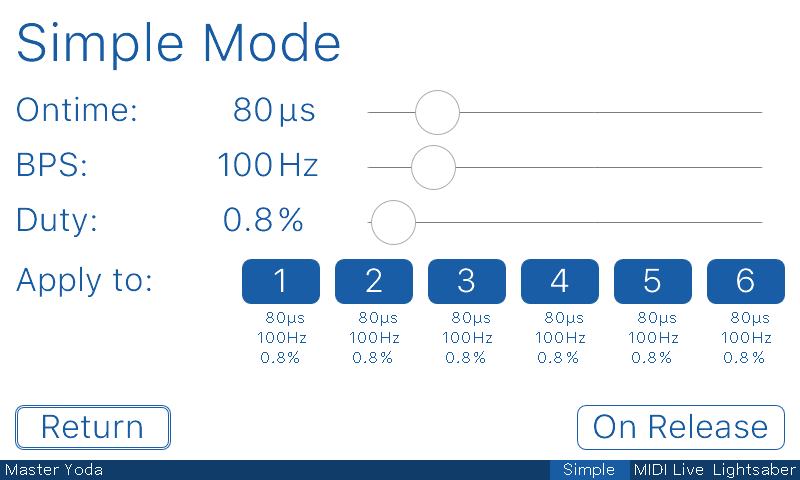 Simple Mode
Ontime: 80 µs
BPS: 100 Hz
Duty: 0.8%
Apply to: 1 2 3 4 5 6
80µs 80µs 80µs 80µs 80µs 80µs
100Hz 100Hz 100Hz 100Hz 100Hz 100Hz
0.8% 0.8% 0.8% 0.8% 0.8% 0.8%
Return On Release
Master Yoda Simple MIDI Live Lightsaber